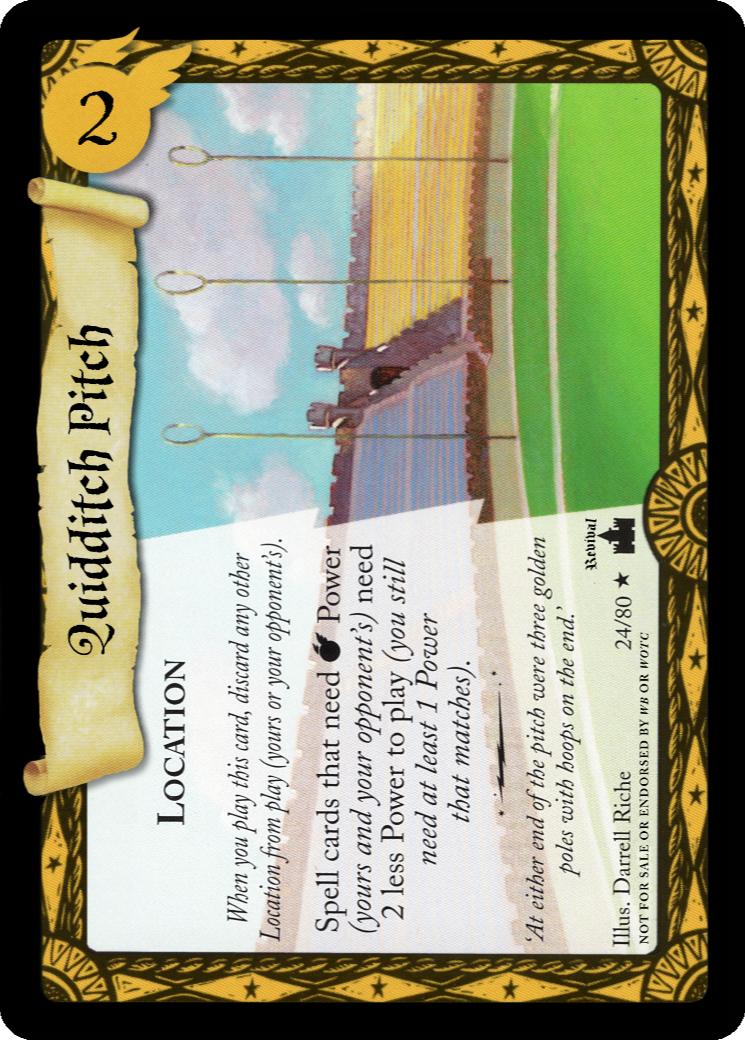 2
Quidditch Pitch
LOCATION
When you play this card, discard any other
Location from play (yours or your opponent's).
Spell cards that need Power
(yours and your opponent's) need
2 less Power to play (you still
need at least 1 Power
that matches).
'At either end of the pitch were three golden
poles with hoops on the end.'
Revival
Illus. Darrell Riche 24/80 ★
NOT FOR SALE OR ENDORSED BY WB OR WOTC